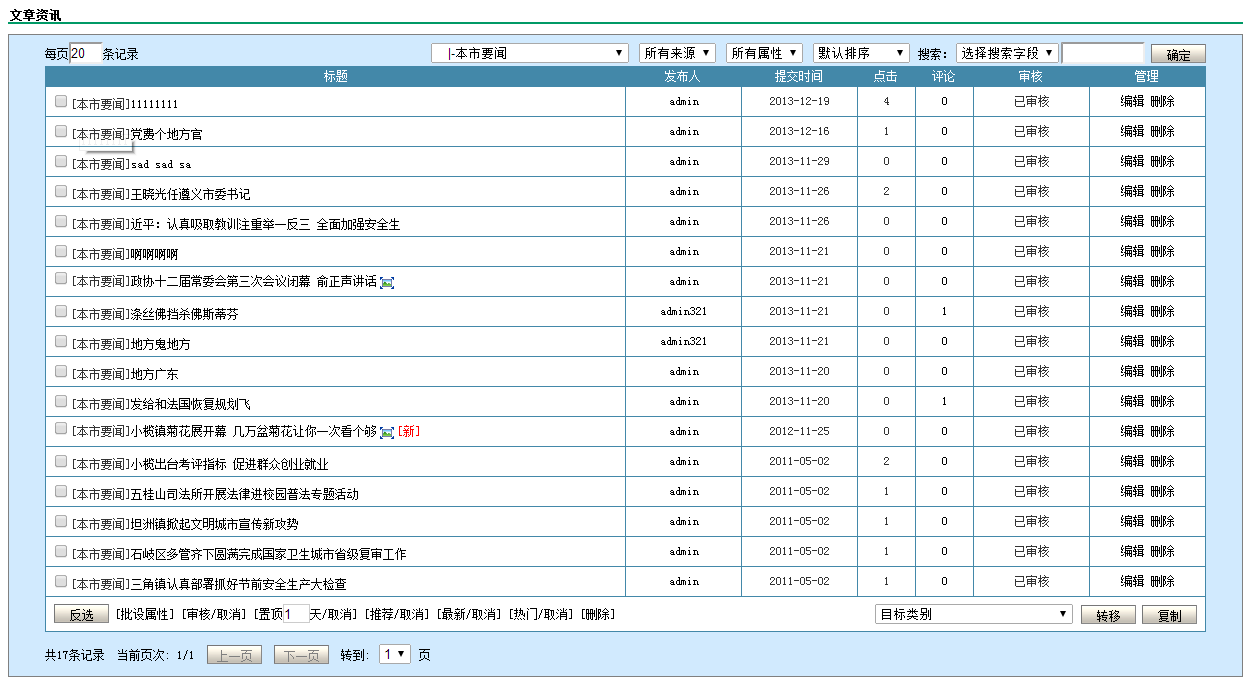 文章资讯
每页20 条记录 |-本市要闻 所有来源 所有属性 默认排序 搜索: 选择搜索字段 确定
标题 发布人 提交时间 点击 评论 审核 管理
[本市要闻]11111111 admin 2013-12-19 4 0 已审核 编辑 删除
[本市要闻]党费个地方官 admin 2013-12-16 1 0 已审核 编辑 删除
[本市要闻]sad sad sa admin 2013-11-29 0 0 已审核 编辑 删除
[本市要闻]王晓光任遵义市委书记 admin 2013-11-26 2 0 已审核 编辑 删除
[本市要闻]近平：认真吸取教训注重举一反三 全面加强安全生 admin 2013-11-26 0 0 已审核 编辑 删除
[本市要闻]啊啊啊啊 admin 2013-11-21 0 0 已审核 编辑 删除
[本市要闻]政协十二届常委会第三次会议闭幕 俞正声讲话 admin 2013-11-21 0 0 已审核 编辑 删除
[本市要闻]涤丝佛挡杀佛斯蒂芬 admin321 2013-11-21 0 1 已审核 编辑 删除
[本市要闻]地方鬼地方 admin321 2013-11-21 0 0 已审核 编辑 删除
[本市要闻]地方广东 admin 2013-11-20 0 0 已审核 编辑 删除
[本市要闻]发给和法国恢复规划飞 admin 2013-11-20 0 1 已审核 编辑 删除
[本市要闻]小榄镇菊花展开幕 几万盆菊花让你一次看个够 [新] admin 2012-11-25 0 0 已审核 编辑 删除
[本市要闻]小榄出台考评指标 促进群众创业就业 admin 2011-05-02 2 0 已审核 编辑 删除
[本市要闻]五桂山司法所开展法律进校园普法专题活动 admin 2011-05-02 1 0 已审核 编辑 删除
[本市要闻]坦洲镇掀起文明城市宣传新攻势 admin 2011-05-02 1 0 已审核 编辑 删除
[本市要闻]石岐区多管齐下圆满完成国家卫生城市省级复审工作 admin 2011-05-02 1 0 已审核 编辑 删除
[本市要闻]三角镇认真部署抓好节前安全生产大检查 admin 2011-05-02 1 0 已审核 编辑 删除
反选 [批设属性] [审核/取消] [置顶1 天/取消] [推荐/取消] [最新/取消] [热门/取消] [删除] 目标类别 转移 复制
共17条记录 当前页次: 1/1 上一页 下一页 转到: 1 页